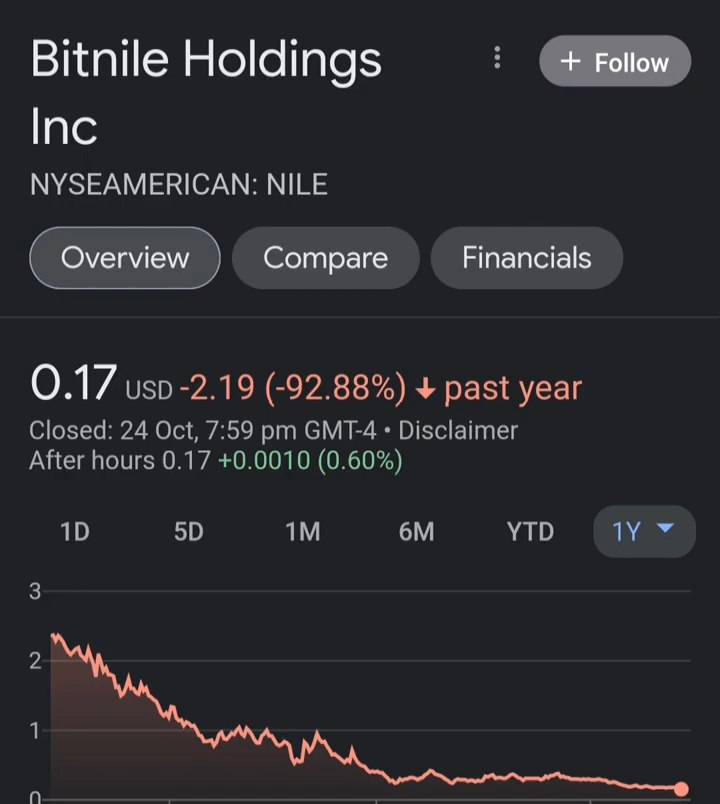 Bitnile Holdings
Inc
+ Follow
NYSEAMERICAN: NILE
Overview
Compare
Financials
0.17 USD -2.19 (-92.88%) ↓ past year
Closed: 24 Oct, 7:59 pm GMT-4 • Disclaimer
After hours 0.17 +0.0010 (0.60%)
1D 5D 1M 6M YTD 1Y
3
2
1
0